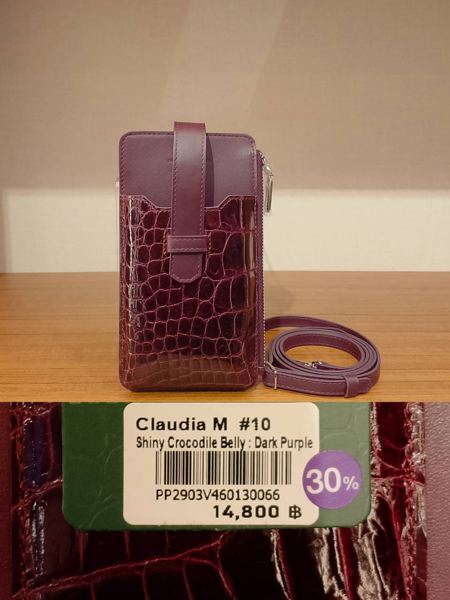 Claudia M #10
Shiny Crocodile Belly : Dark Purple
PP2903V460130066
14,800 ฿
30%